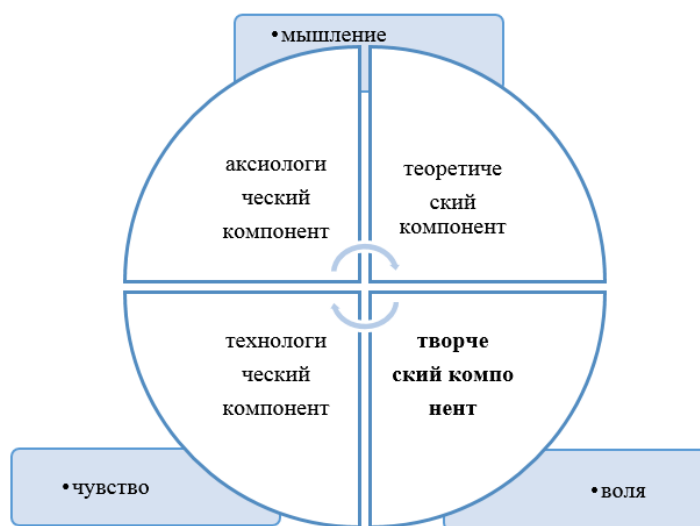 •мышление
аксиологи
ческий
компонент
теоретиче
ский
компонент
технологи
ческий
компонент
творче
ский компо
нент
•чувство
•воля